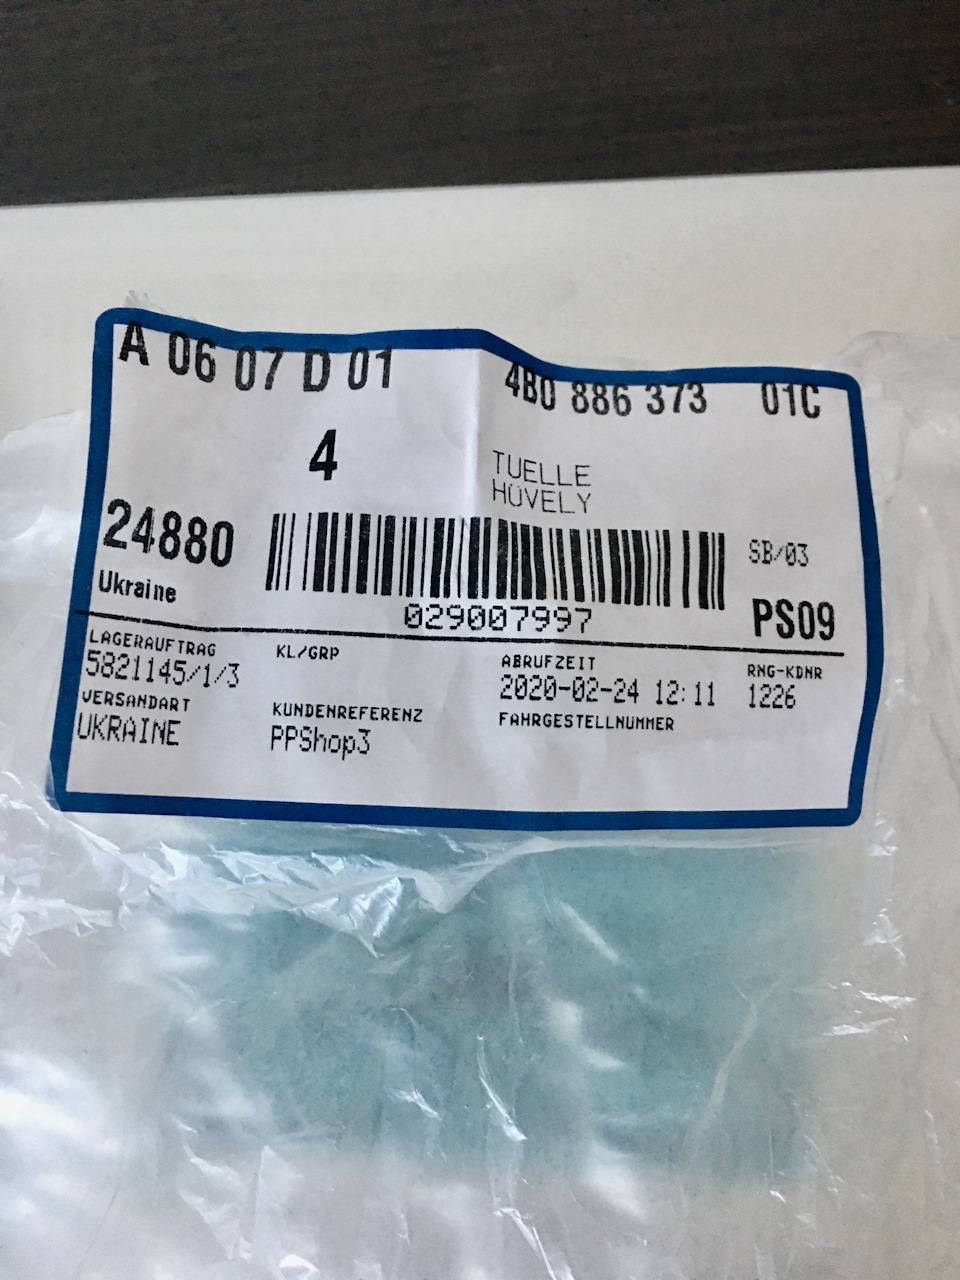 A 06 07 D 01
4B0 886 373 01C
4
TUELLE
HÜVELY
24880
SB/03
Ukraine
029007997
PS09
LAGERAUFTRAG
5821145/1/3
KL/GRP
ABRUFZEIT
2020-02-24 12:11
RNG-KDNR
1226
VERSANDART
UKRAINE
KUNDENREFERENZ
PPShop3
FAHRGESTELLNUMMER